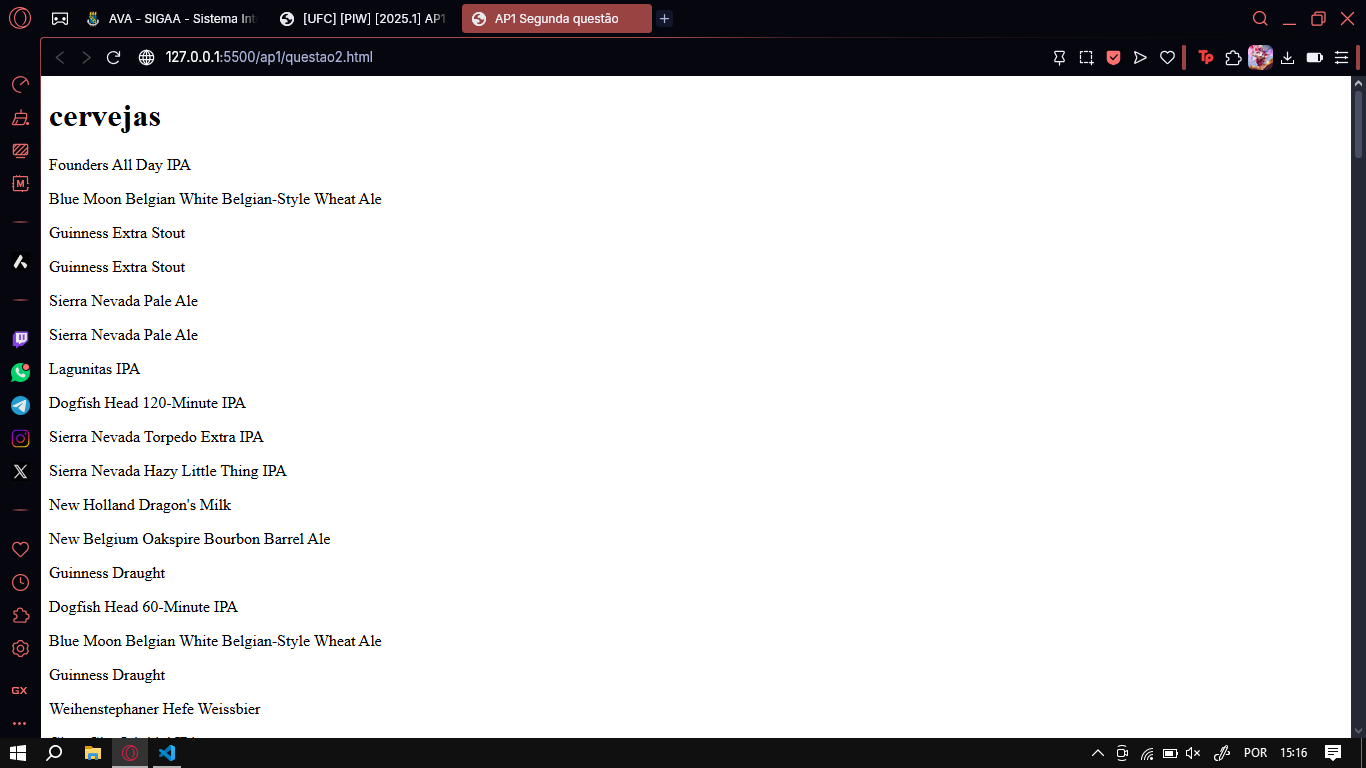 AVA - SIGAA - Sistema Int
[UFC] [PIW] [2025.1] AP1
AP1 Segunda questão
127.0.0.1:5500/ap1/questao2.html
Tp
M
cervejas
Founders All Day IPA
Blue Moon Belgian White Belgian-Style Wheat Ale
Guinness Extra Stout
Guinness Extra Stout
Sierra Nevada Pale Ale
Sierra Nevada Pale Ale
Lagunitas IPA
Dogfish Head 120-Minute IPA
Sierra Nevada Torpedo Extra IPA
Sierra Nevada Hazy Little Thing IPA
New Holland Dragon's Milk
New Belgium Oakspire Bourbon Barrel Ale
Guinness Draught
Dogfish Head 60-Minute IPA
Blue Moon Belgian White Belgian-Style Wheat Ale
Guinness Draught
Weihenstephaner Hefe Weissbier
GX
POR
15:16